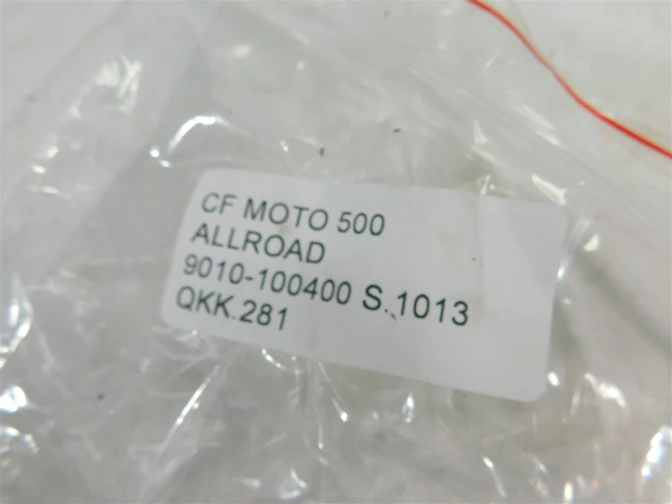 CF MOTO 500
ALLROAD
9010-100400 S.1013
QKK.281